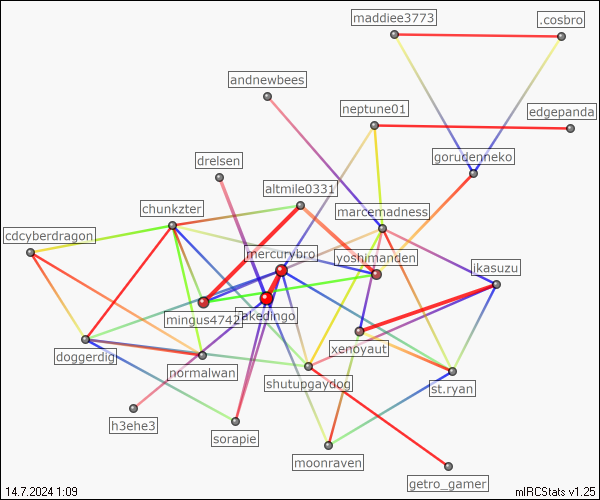 maddiee3773
.cosbro
andnewbees
neptune01
edgepanda
gorudenneko
drelsen
altmile0331
chunkzter
marcemadness
cdcyberdragon
mercurybro
yoshimanden
ikasuzu
mingus4742
akedingo
xenoyaut
doggerdig
normalwan
shutupgaydog
st.ryan
h3ehe3
sorapie
moonraven
getro_gamer
14.7.2024 1:09
mIRCStats v1.25